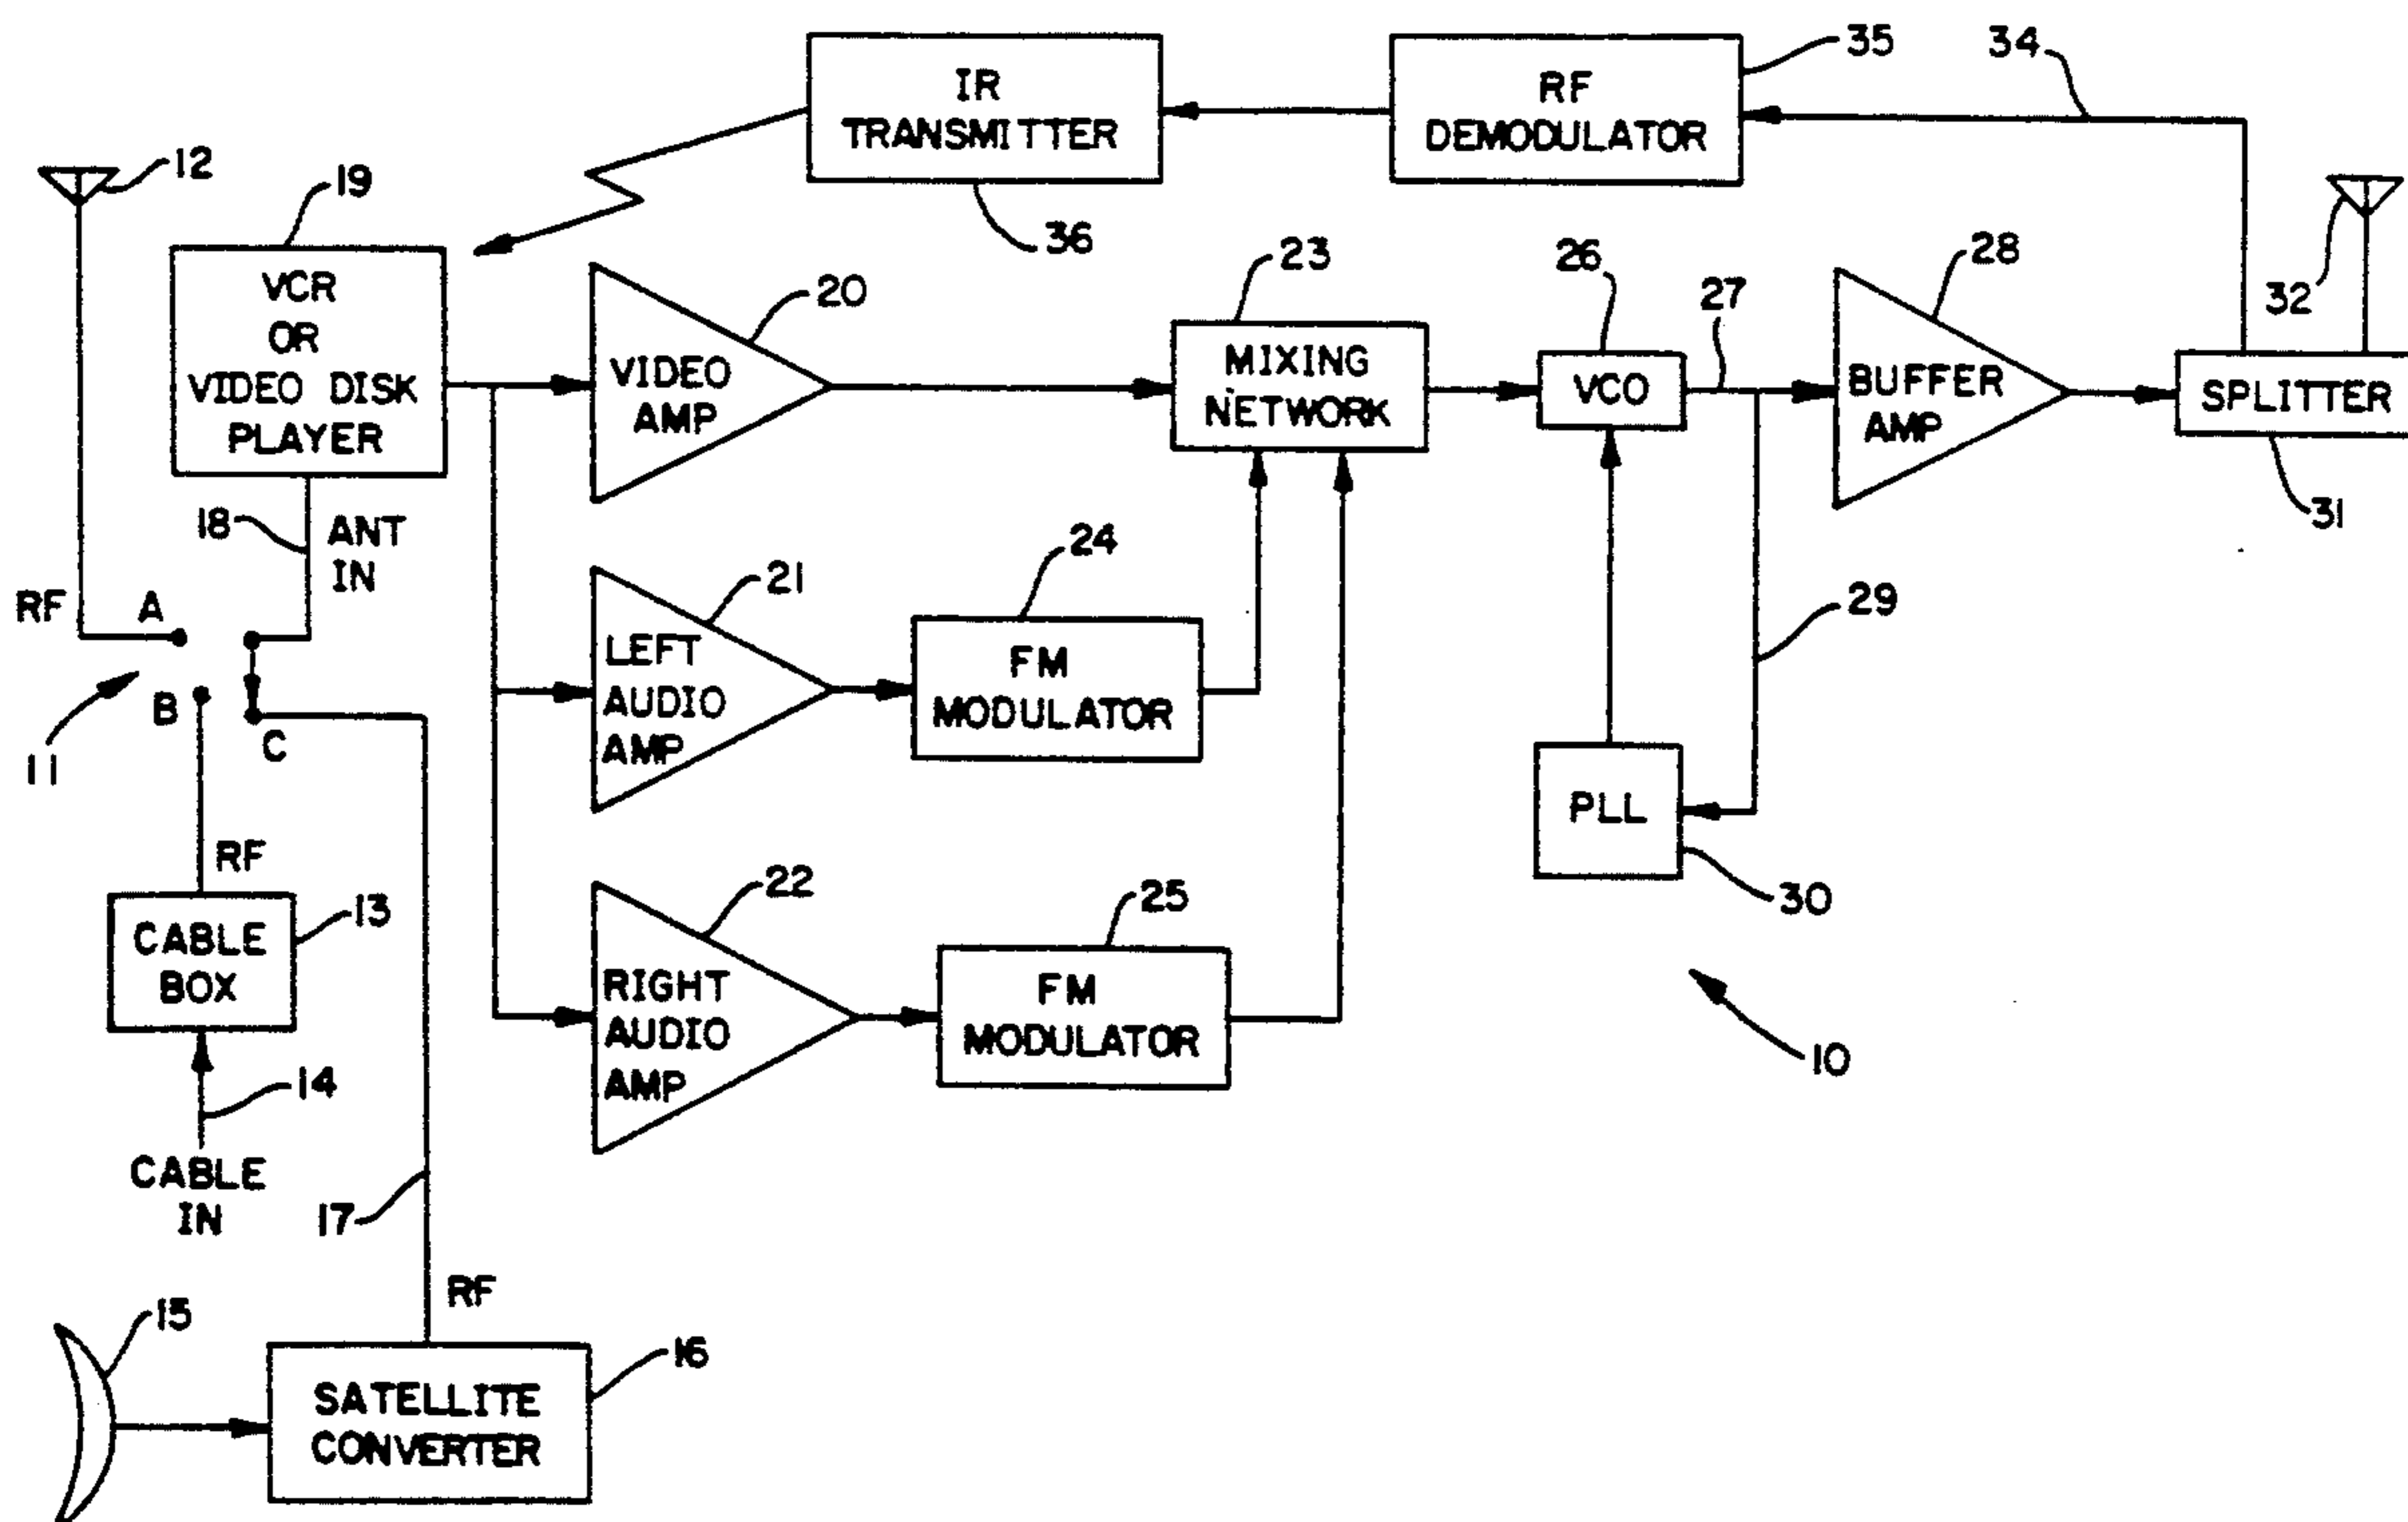 IR
TRANSMITTER
36
RF
DEMODULATOR
35
34
12
19
VCR
OR
VIDEO DISK
PLAYER
20
VIDEO
AMP
23
MIXING
NETWORK
26
VCO
27
28
BUFFER
AMP
32
SPLITTER
31
18
ANT
IN
RF
A
B
C
11
21
LEFT
AUDIO
AMP
24
FM
MODULATOR
29
PLL
30
RF
CABLE
BOX
13
14
CABLE
IN
22
RIGHT
AUDIO
AMP
25
FM
MODULATOR
10
17
RF
15
SATELLITE
CONVERTER
16